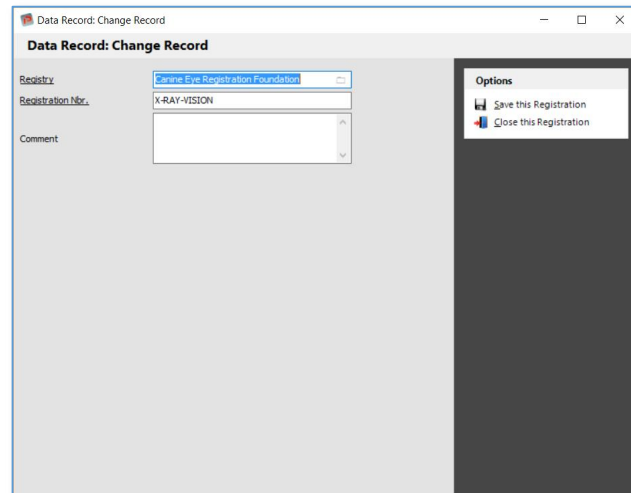 Data Record: Change Record
Data Record: Change Record
Registry
Canine Eye Registration Foundation
Registration Nbr.
X-RAY-VISION
Comment
Options
Save this Registration
Close this Registration